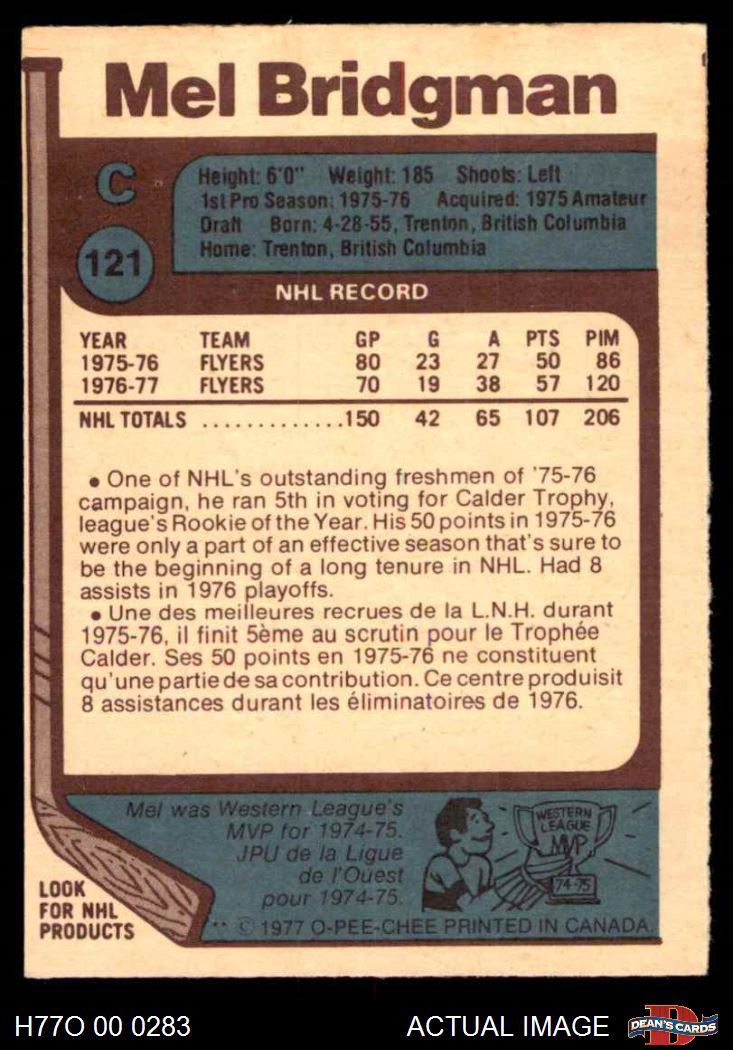 Mel Bridgman
C
121
Height: 6'0" Weight: 185 Shoots: Left
1st Pro Season: 1975-76 Acquired: 1975 Amateur
Draft Born: 4-28-55, Trenton, British Columbia
Home: Trenton, British Columbia
NHL RECORD
YEAR TEAM GP G A PTS PIM
1975-76 FLYERS 80 23 27 50 86
1976-77 FLYERS 70 19 38 57 120
NHL TOTALS .............150 42 65 107 206
• One of NHL's outstanding freshmen of '75-76
campaign, he ran 5th in voting for Calder Trophy,
league's Rookie of the Year. His 50 points in 1975-76
were only a part of an effective season that's sure to
be the beginning of a long tenure in NHL. Had 8
assists in 1976 playoffs.
• Une des meilleures recrues de la L.N.H. durant
1975-76, il finit 5ème au scrutin pour le Trophée
Calder. Ses 50 points en 1975-76 ne constituent
qu'une partie de sa contribution. Ce centre produisit
8 assistances durant les éliminatoires de 1976.
Mel was Western League's
MVP for 1974-75.
JPU de la Ligue
de l'Ouest
pour 1974-75.
WESTERN
LEAGUE
MVP
74-75
LOOK
FOR NHL
PRODUCTS
** © 1977 O-PEE-CHEE PRINTED IN CANADA
H77O 00 0283
ACTUAL IMAGE
D
DEAN'S CARDS